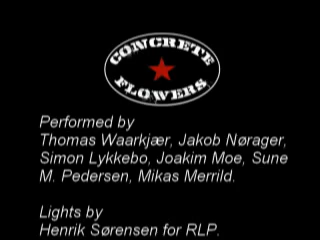 CONCRETE
FLOWERS
Performed by
Thomas Waarkjær, Jakob Nørager,
Simon Lykkebo, Joakim Moe, Sune
M. Pedersen, Mikas Merrild.
Lights by
Henrik Sørensen for RLP.